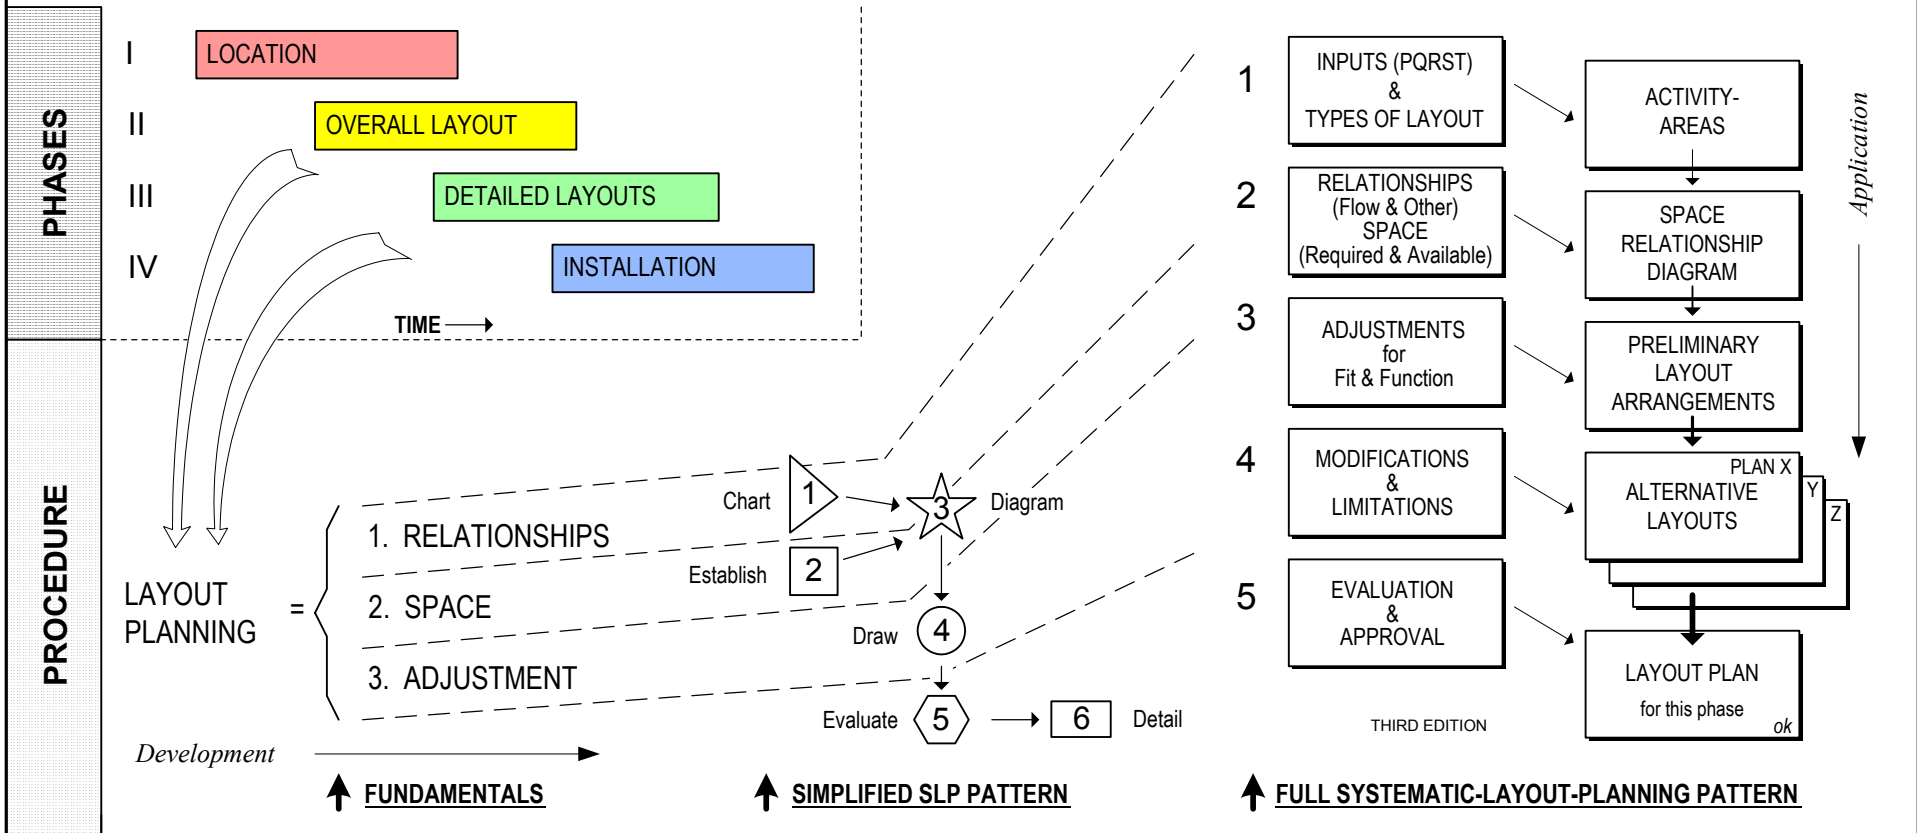 PHASES
I
LOCATION
II
OVERALL LAYOUT
III
DETAILED LAYOUTS
IV
INSTALLATION
TIME
PROCEDURE
LAYOUT
PLANNING
=
1. RELATIONSHIPS
2. SPACE
3. ADJUSTMENT
Development
FUNDAMENTALS
Chart
1
Establish
2
3
Diagram
Draw
4
Evaluate
5
6
Detail
SIMPLIFIED SLP PATTERN
1
INPUTS (PQRST)
&
TYPES OF LAYOUT
ACTIVITY-
AREAS
2
RELATIONSHIPS
(Flow & Other)
SPACE
(Required & Available)
SPACE
RELATIONSHIP
DIAGRAM
3
ADJUSTMENTS
for
Fit & Function
PRELIMINARY
LAYOUT
ARRANGEMENTS
4
MODIFICATIONS
&
LIMITATIONS
PLAN X
ALTERNATIVE
LAYOUTS
Y
Z
5
EVALUATION
&
APPROVAL
LAYOUT PLAN
for this phase
ok
THIRD EDITION
Application
FULL SYSTEMATIC-LAYOUT-PLANNING PATTERN